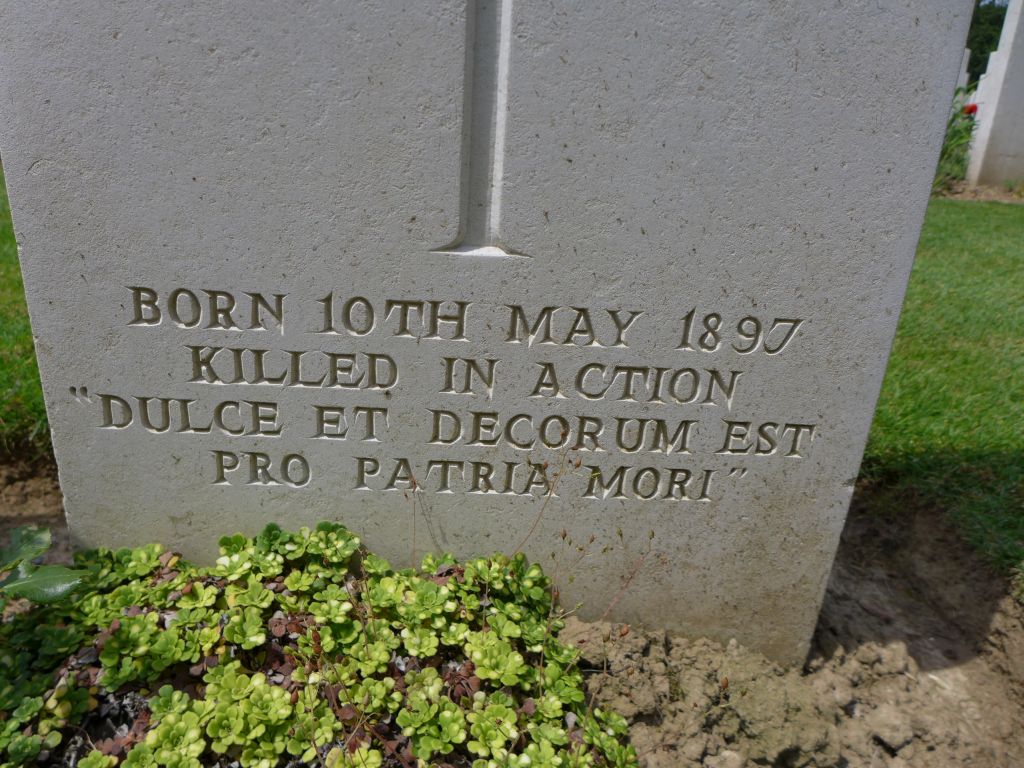 BORN 10TH MAY 1897
KILLED IN ACTION
"DULCE ET DECORUM EST
PRO PATRIA MORI"